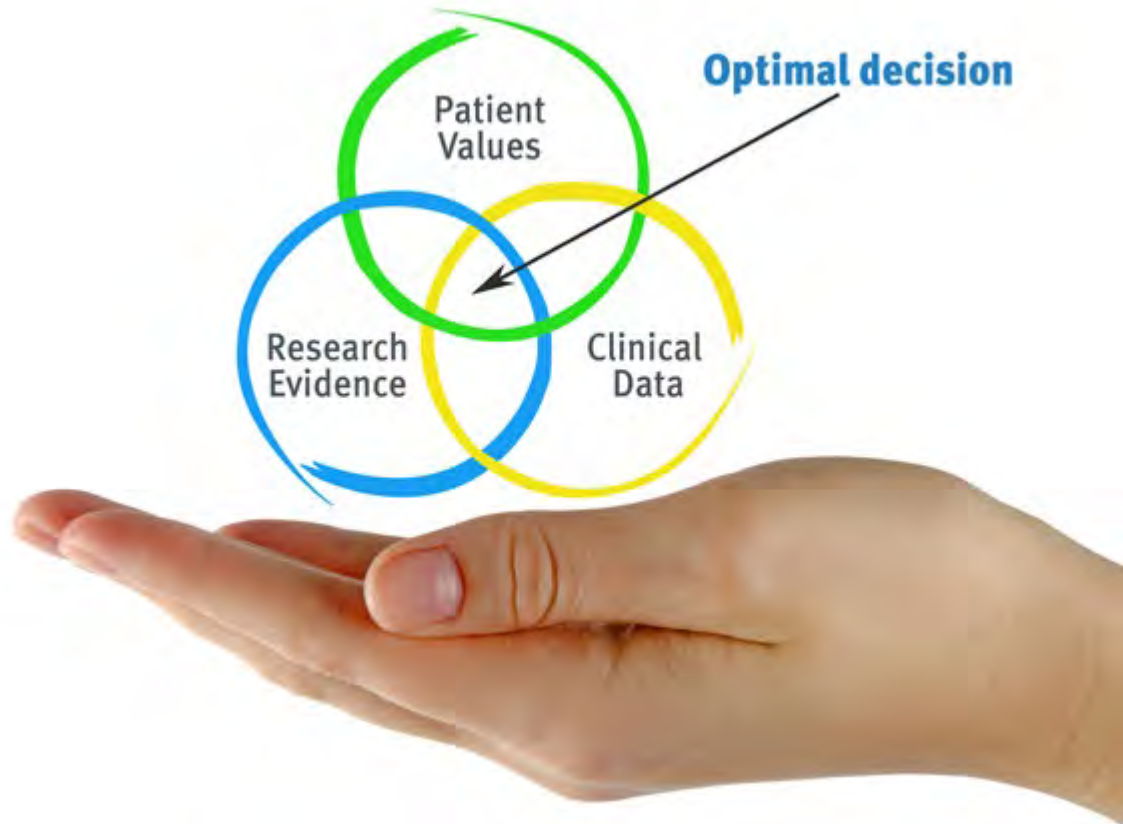 Optimal decision
Patient
Values
Research
Evidence
Clinical
Data